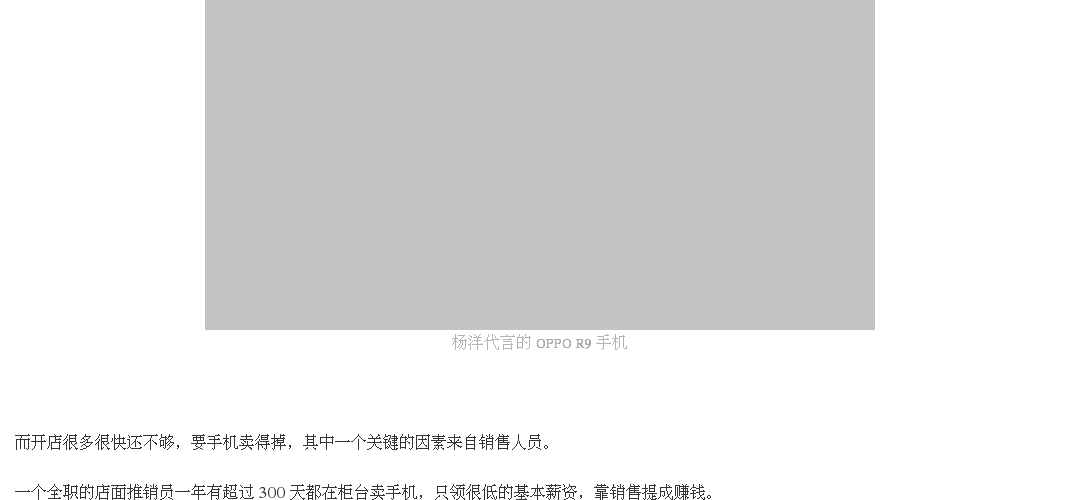 杨洋代言的 OPPO R9 手机
而开店很多很快还不够，要手机卖得掉，其中一个关键的因素来自销售人员。
一个全职的店面推销员一年有超过 300 天都在柜台卖手机，只领很低的基本薪资，靠销售提成赚钱。